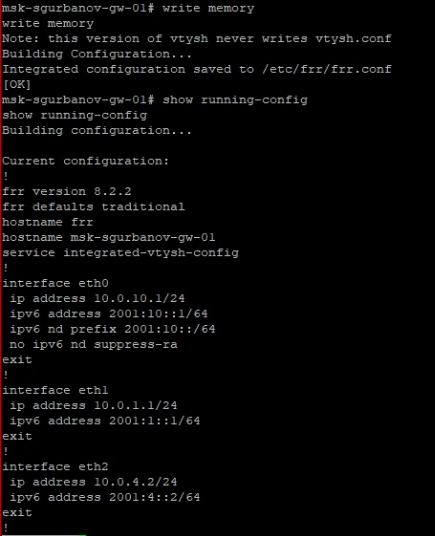 msk-sgurbanov-gw-01# write memory
write memory
Note: this version of vtysh never writes vtysh.conf
Building Configuration...
Integrated configuration saved to /etc/frr/frr.conf
[OK]
msk-sgurbanov-gw-01# show running-config
show running-config
Building configuration...

Current configuration:
!
frr version 8.2.2
frr defaults traditional
hostname frr
hostname msk-sgurbanov-gw-01
service integrated-vtysh-config
!
interface eth0
 ip address 10.0.10.1/24
 ipv6 address 2001:10::1/64
 ipv6 nd prefix 2001:10::/64
 no ipv6 nd suppress-ra
exit
!
interface eth1
 ip address 10.0.1.1/24
 ipv6 address 2001:1::1/64
exit
!
interface eth2
 ip address 10.0.4.2/24
 ipv6 address 2001:4::2/64
exit
!